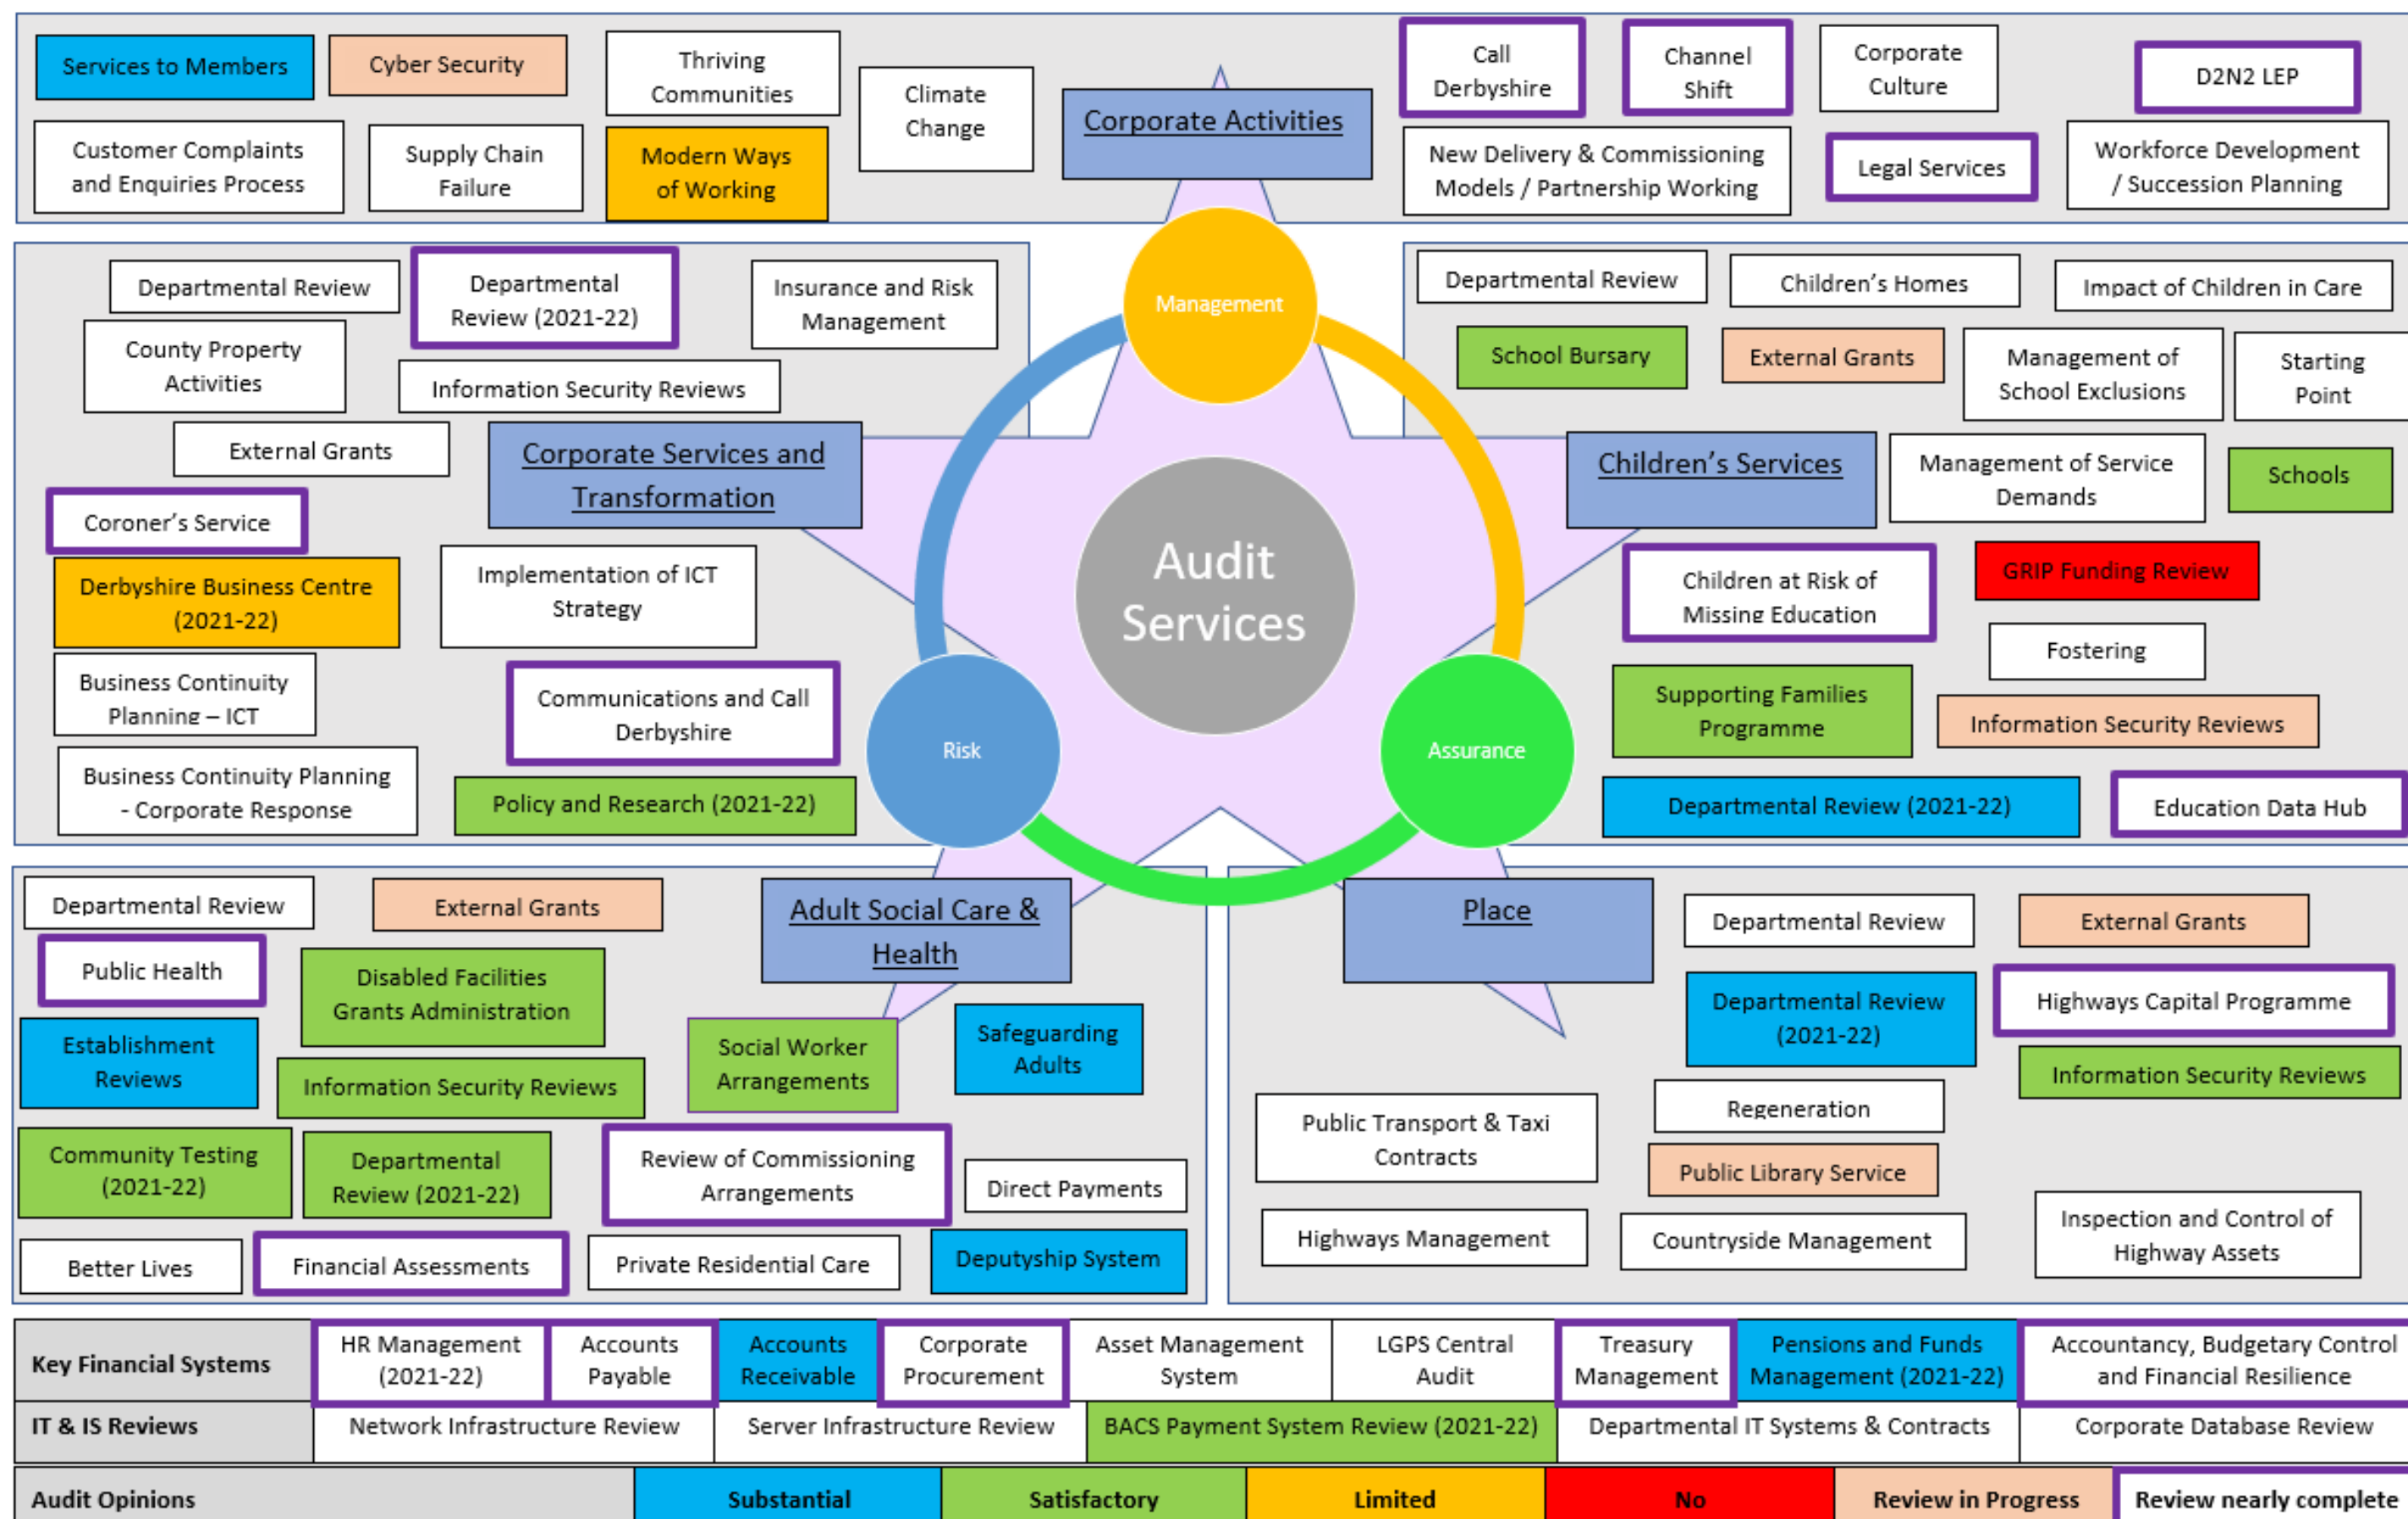 Services to Members
Cyber Security
Thriving
Communities
Climate
Change
Corporate Activities
Call
Derbyshire
Channel
Shift
Corporate
Culture
D2N2 LEP
Customer Complaints
and Enquiries Process
Supply Chain
Failure
Modern Ways
of Working
New Delivery & Commissioning
Models / Partnership Working
Legal Services
Workforce Development
/ Succession Planning
Departmental Review
Departmental
Review (2021-22)
Insurance and Risk
Management
County Property
Activities
Information Security Reviews
External Grants
Corporate Services and
Transformation
Coroner's Service
Derbyshire Business Centre
(2021-22)
Implementation of ICT
Strategy
Business Continuity
Planning – ICT
Communications and Call
Derbyshire
Business Continuity Planning
- Corporate Response
Policy and Research (2021-22)
Management
Audit
Services
Risk
Assurance
Departmental Review
Children's Homes
Impact of Children in Care
School Bursary
External Grants
Management of
School Exclusions
Starting
Point
Children's Services
Management of Service
Demands
Schools
Children at Risk of
Missing Education
GRIP Funding Review
Fostering
Supporting Families
Programme
Information Security Reviews
Departmental Review (2021-22)
Education Data Hub
Departmental Review
External Grants
Adult Social Care &
Health
Public Health
Disabled Facilities
Grants Administration
Establishment
Reviews
Information Security Reviews
Social Worker
Arrangements
Safeguarding
Adults
Community Testing
(2021-22)
Departmental
Review (2021-22)
Review of Commissioning
Arrangements
Direct Payments
Better Lives
Financial Assessments
Private Residential Care
Deputyship System
Place
Departmental Review
External Grants
Departmental Review
(2021-22)
Highways Capital Programme
Information Security Reviews
Public Transport & Taxi
Contracts
Regeneration
Public Library Service
Highways Management
Countryside Management
Inspection and Control of
Highway Assets
Key Financial Systems
HR Management
(2021-22)
Accounts
Payable
Accounts
Receivable
Corporate
Procurement
Asset Management
System
LGPS Central
Audit
Treasury
Management
Pensions and Funds
Management (2021-22)
Accountancy, Budgetary Control
and Financial Resilience
IT & IS Reviews
Network Infrastructure Review
Server Infrastructure Review
BACS Payment System Review (2021-22)
Departmental IT Systems & Contracts
Corporate Database Review
Audit Opinions
Substantial
Satisfactory
Limited
No
Review in Progress
Review nearly complete